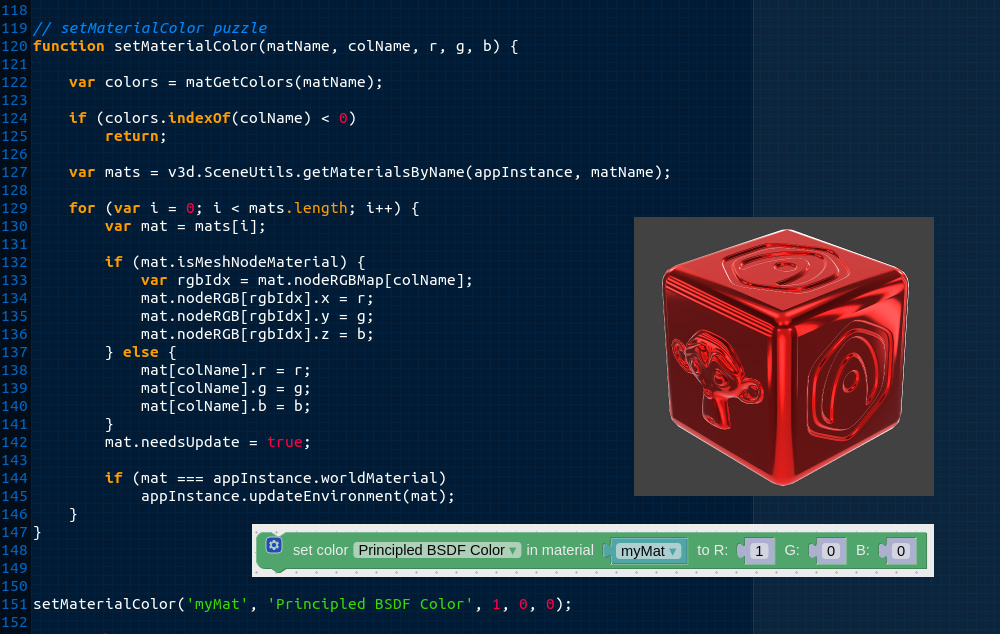 118
119 // setMaterialColor puzzle
120 function setMaterialColor(matName, colName, r, g, b) {
121
122     var colors = matGetColors(matName);
123
124     if (colors.indexOf(colName) < 0)
125         return;
126
127     var mats = v3d.SceneUtils.getMaterialsByName(appInstance, matName);
128
129     for (var i = 0; i < mats.length; i++) {
130         var mat = mats[i];
131
132         if (mat.isMeshNodeMaterial) {
133             var rgbIdx = mat.nodeRGBMap[colName];
134             mat.nodeRGB[rgbIdx].x = r;
135             mat.nodeRGB[rgbIdx].y = g;
136             mat.nodeRGB[rgbIdx].z = b;
137         } else {
138             mat[colName].r = r;
139             mat[colName].g = g;
140             mat[colName].b = b;
141         }
142         mat.needsUpdate = true;
143
144         if (mat === appInstance.worldMaterial)
145             appInstance.updateEnvironment(mat);
146     }
147 }
148
set color Principled BSDF Color ▾ in material myMat ▾ to R: 1 G: 0 B: 0
149
150
151 setMaterialColor('myMat', 'Principled BSDF Color', 1, 0, 0);
152